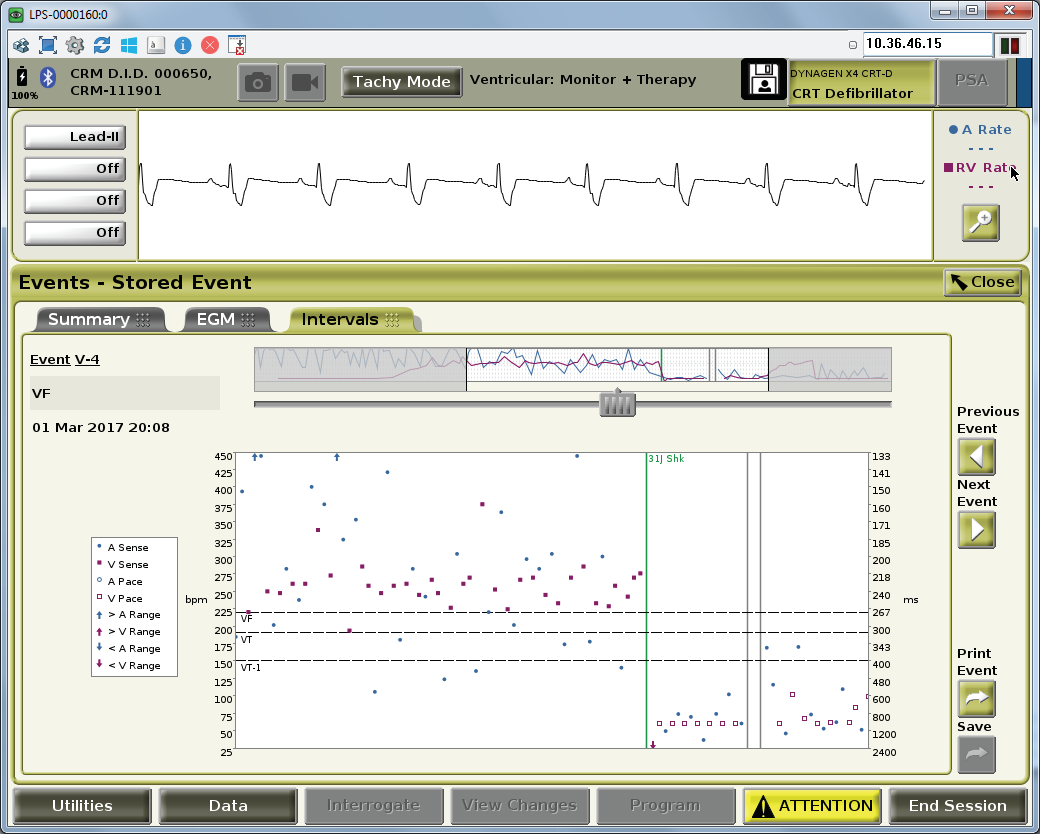 LPS-0000160:0
10.36.46.15
100%
CRM D.I.D. 000650,
CRM-111901
Tachy Mode
Ventricular: Monitor + Therapy
DYNAGEN X4 CRT-D
CRT Defibrillator
PSA
Lead-II
Off
Off
Off
A Rate
- - -
RV Rate
- - -
Events - Stored Event
Close
Summary
EGM
Intervals
Event V-4
VF
01 Mar 2017 20:08
Previous
Event
Next
Event
Print
Event
Save
A Sense
V Sense
A Pace
V Pace
> A Range
> V Range
< A Range
< V Range
bpm
450
425
400
375
350
325
300
275
250
225
200
175
150
125
100
75
50
25
31J Shk
VF
VT
VT-1
133
141
150
160
171
185
200
218
240
267
300
343
400
480
600
800
1200
2400
ms
Utilities
Data
Interrogate
View Changes
Program
ATTENTION
End Session